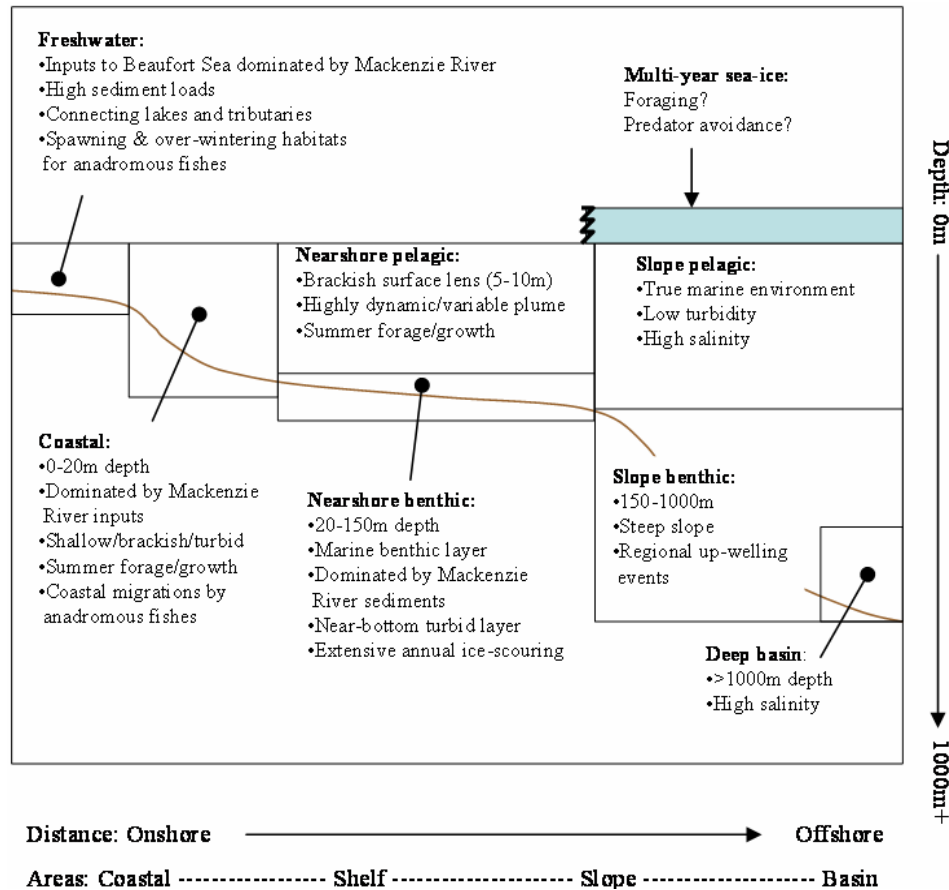 Freshwater:
•Inputs to Beaufort Sea dominated by Mackenzie River
•High sediment loads
•Connecting lakes and tributaries
•Spawning & over-wintering habitats
for anadromous fishes
Multi-year sea-ice:
Foraging?
Predator avoidance?
Depth: 0m
Nearshore pelagic:
•Brackish surface lens (5-10m)
•Highly dynamic/variable plume
•Summer forage/growth
Slope pelagic:
•True marine environment
•Low turbidity
•High salinity
Coastal:
•0-20m depth
•Dominated by Mackenzie
River inputs
•Shallow/brackish/turbid
•Summer forage/growth
•Coastal migrations by
anadromous fishes
Nearshore benthic:
•20-150m depth
•Marine benthic layer
•Dominated by Mackenzie
River sediments
•Near-bottom turbid layer
•Extensive annual ice-scouring
Slope benthic:
•150-1000m
•Steep slope
•Regional up-welling
events
Deep basin:
•>1000m depth
•High salinity
1000m+
Distance: Onshore
Offshore
Areas: Coastal -------------------- Shelf ------------------------ Slope ------------------------ Basin